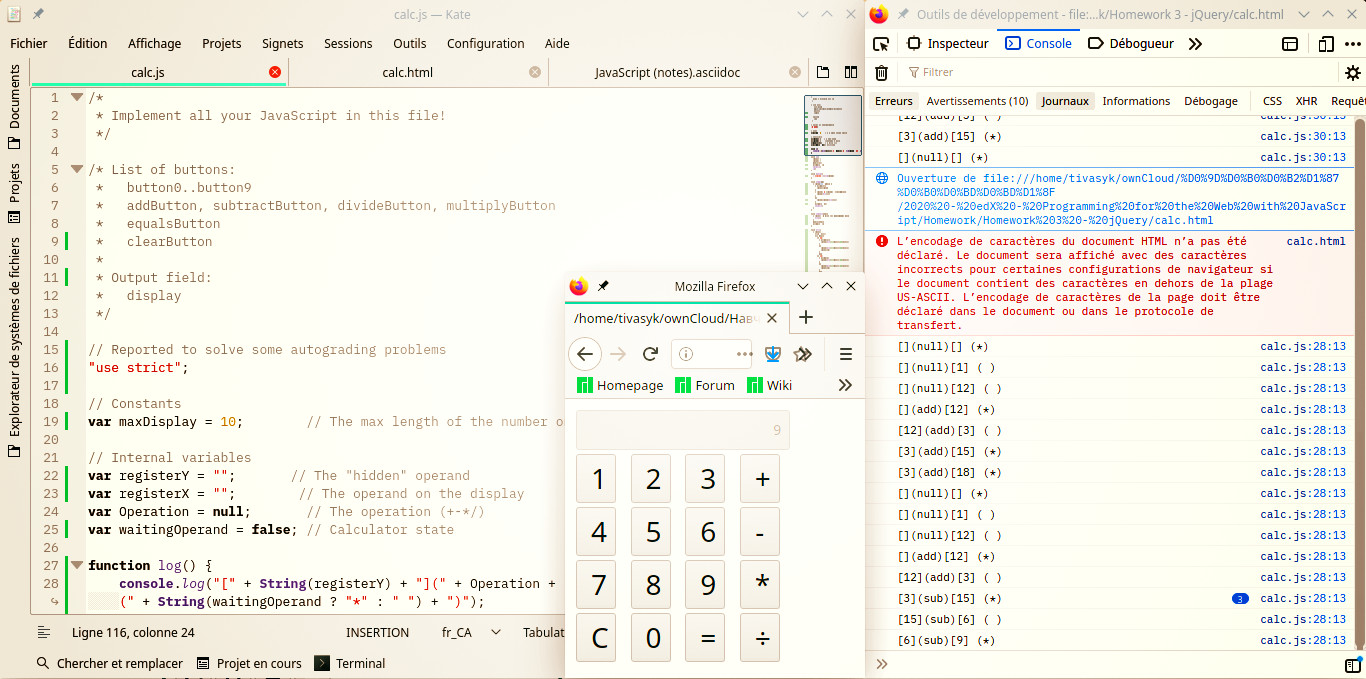 calc.js — Kate
Fichier Édition Affichage Projets Signets Sessions Outils Configuration Aide
Documents
Projets
Explorateur de systèmes de fichiers
calc.js calc.html JavaScript (notes).asciidoc
1 /*
2 * Implement all your JavaScript in this file!
3 */
4
5 /* List of buttons:
6 * button0..button9
7 * addButton, subtractButton, divideButton, multiplyButton
8 * equalsButton
9 * clearButton
10 *
11 * Output field:
12 * display
13 */
14
15 // Reported to solve some autograding problems
16 "use strict";
17
18 // Constants
19 var maxDisplay = 10; // The max length of the number o
20
21 // Internal variables
22 var registerY = ""; // The "hidden" operand
23 var registerX = ""; // The operand on the display
24 var Operation = null; // The operation (+-*/)
25 var waitingOperand = false; // Calculator state
26
27 function log() {
28 console.log("[" + String(registerY) + "](" + Operation +
(" + String(waitingOperand ? "*" : " ") + ")");
Ligne 116, colonne 24 INSERTION fr_CA Tabulat
Chercher et remplacer Projet en cours Terminal
Mozilla Firefox
/home/tivasyk/ownCloud/Нав
Homepage Forum Wiki
9
1 2 3 +
4 5 6 -
7 8 9 *
C 0 = ÷
Outils de développement - file:...k/Homework 3 - jQuery/calc.html
Inspecteur Console Débogueur
Filtrer
Erreurs Avertissements (10) Journaux Informations Débogage CSS XHR Requêt
[12](add)[3] ( ) calc.js:30:13
[3](add)[15] (*) calc.js:30:13
[](null)[] (*) calc.js:30:13
Ouverture de file:///home/tivasyk/ownCloud/%D0%9D%D0%B0%D0%B2%D1%87
%D0%B0%D0%BD%D0%BD%D1%8F
/2020%20-%20edX%20-%20Programming%20for%20the%20Web%20with%20JavaScr
ipt/Homework/Homework%203%20-%20jQuery/calc.html
L’encodage de caractères du document HTML n’a pas été calc.html
déclaré. Le document sera affiché avec des caractères
incorrects pour certaines configurations de navigateur si
le document contient des caractères en dehors de la plage
US-ASCII. L’encodage de caractères de la page doit être
déclaré dans le document ou dans le protocole de
transfert.
[](null)[] (*) calc.js:28:13
[](null)[1] ( ) calc.js:28:13
[](null)[12] ( ) calc.js:28:13
[](add)[12] (*) calc.js:28:13
[12](add)[3] ( ) calc.js:28:13
[3](add)[15] (*) calc.js:28:13
[3](add)[18] (*) calc.js:28:13
[](null)[] (*) calc.js:28:13
[](null)[1] ( ) calc.js:28:13
[](null)[12] ( ) calc.js:28:13
[](add)[12] (*) calc.js:28:13
[12](add)[3] ( ) calc.js:28:13
[3](sub)[15] (*) 3 calc.js:28:13
[15](sub)[6] ( ) calc.js:28:13
[6](sub)[9] (*) calc.js:28:13